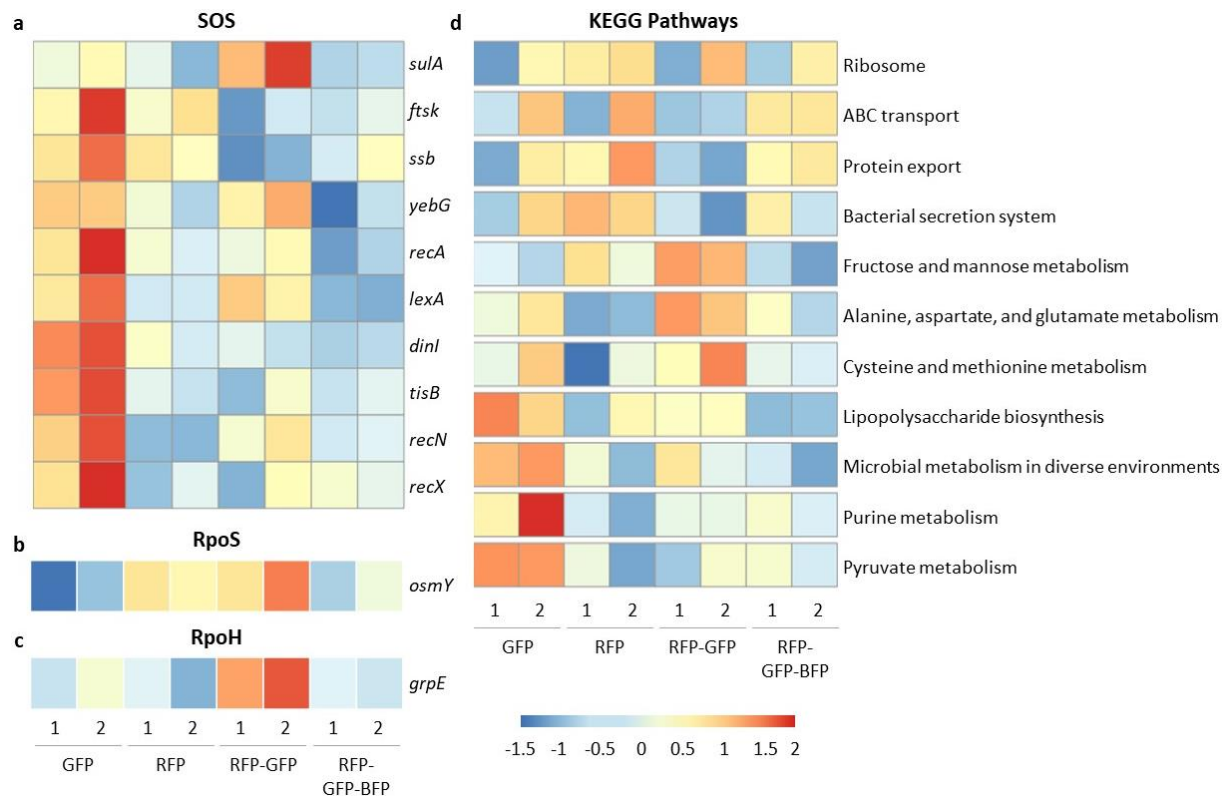 a
SOS
sulA
ftsk
ssb
yebG
recA
lexA
dinI
tisB
recN
recX
b
RpoS
osmY
c
RpoH
grpE
1 2 1 2 1 2 1 2
GFP RFP RFP-GFP RFP-
GFP-BFP
d
KEGG Pathways
Ribosome
ABC transport
Protein export
Bacterial secretion system
Fructose and mannose metabolism
Alanine, aspartate, and glutamate metabolism
Cysteine and methionine metabolism
Lipopolysaccharide biosynthesis
Microbial metabolism in diverse environments
Purine metabolism
Pyruvate metabolism
1 2 1 2 1 2 1 2
GFP RFP RFP-GFP RFP-
GFP-BFP
-1.5 -1 -0.5 0 0.5 1 1.5 2